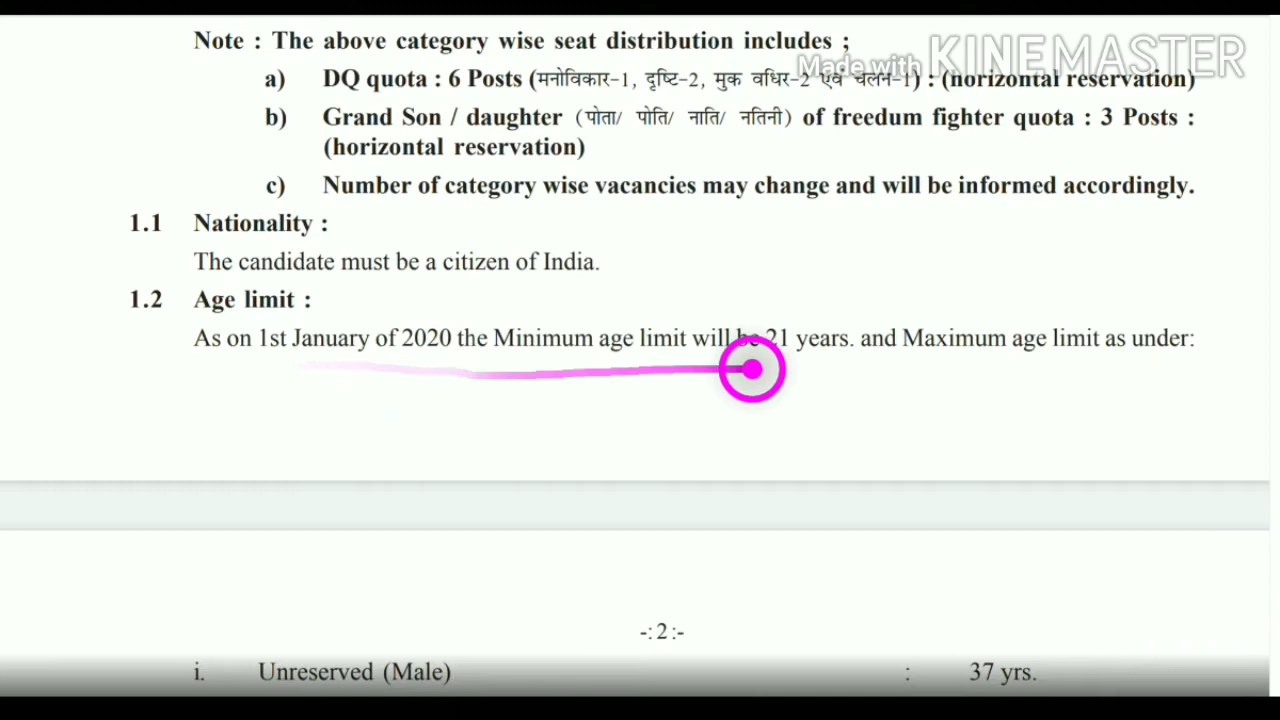 Note : The above category wise seat distribution includes ;
Made with KINEMASTER
a) DQ quota : 6 Posts (मनोविकार-1, दृष्टि-2, मुक वधिर-2 एवं चलन-1) : (horizontal reservation)
b) Grand Son / daughter (पोता/ पोति/ नाति/ नतिनी) of freedum fighter quota : 3 Posts :
(horizontal reservation)
c) Number of category wise vacancies may change and will be informed accordingly.
1.1 Nationality :
The candidate must be a citizen of India.
1.2 Age limit :
As on 1st January of 2020 the Minimum age limit will be 21 years. and Maximum age limit as under:
-:2:-
i. Unreserved (Male) : 37 yrs.